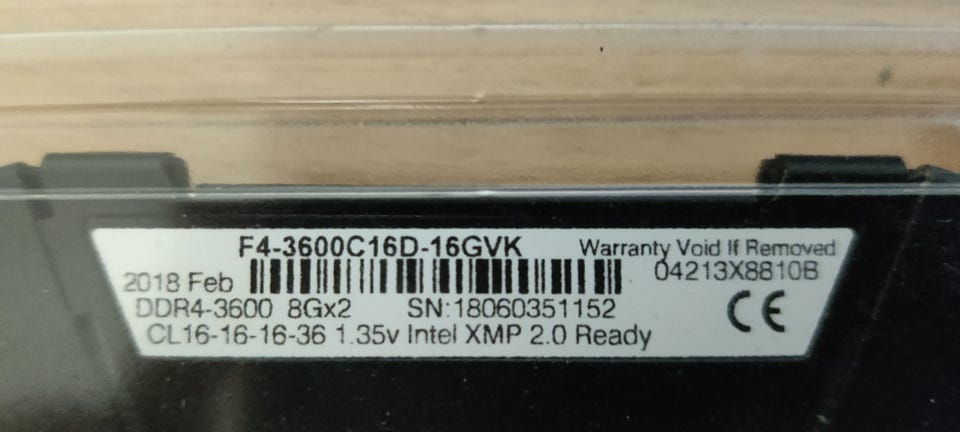 F4-3600C16D-16GVK Warranty Void If Removed
2018 Feb 04213X8810B
DDR4-3600 8Gx2 SN:18060351152
CL16-16-16-36 1.35v Intel XMP 2.0 Ready
CE